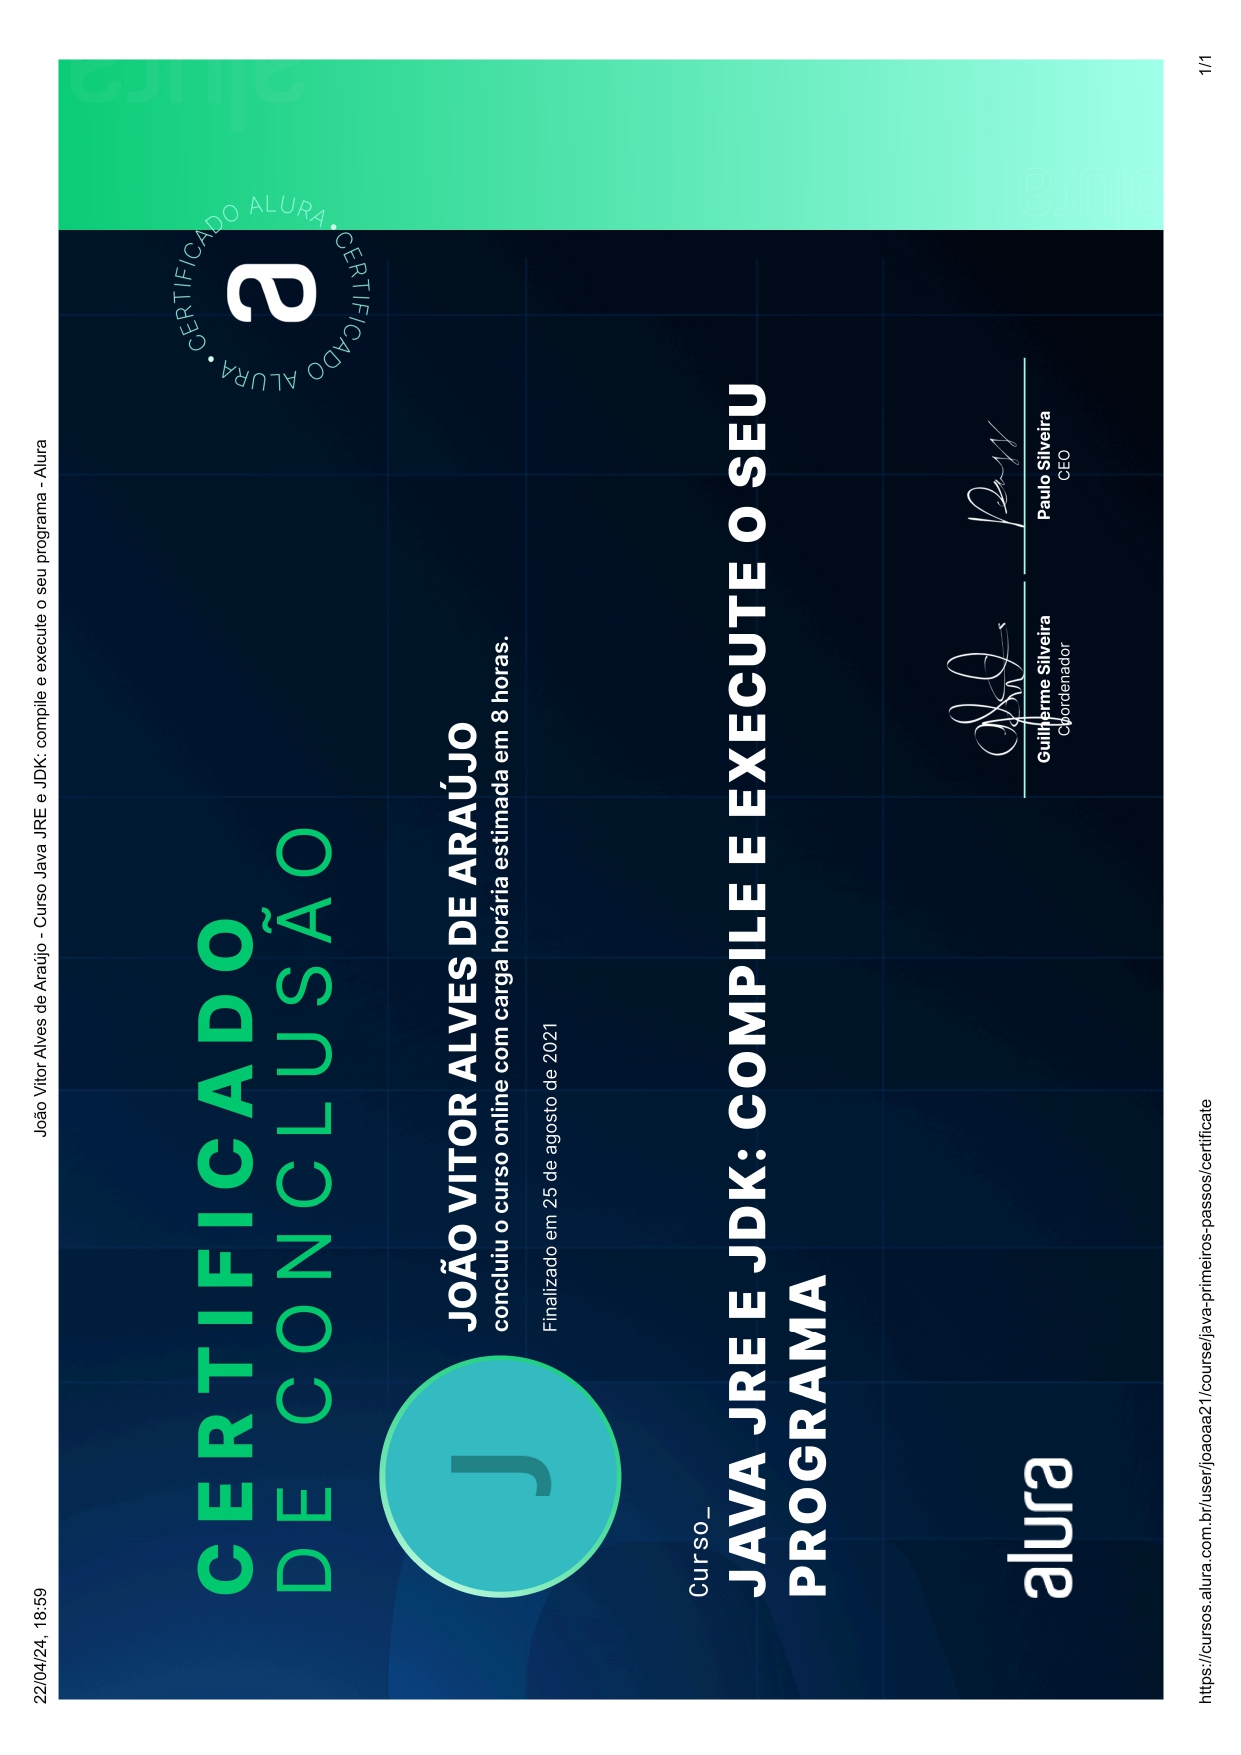 22/04/24, 18:59
João Vitor Alves de Araújo - Curso Java JRE e JDK: compile e execute o seu programa - Alura
alura
CERTIFICADO ALURA • CERTIFICADO ALURA •
a
CERTIFICADO
DE CONCLUSÃO
J
JOÃO VITOR ALVES DE ARAÚJO
concluiu o curso online com carga horária estimada em 8 horas.
Finalizado em 25 de agosto de 2021
Curso_
JAVA JRE E JDK: COMPILE E EXECUTE O SEU
PROGRAMA
alura
Guilherme Silveira
Coordenador
Paulo Silveira
CEO
alura
https://cursos.alura.com.br/user/joaoaa21/course/java-primeiros-passos/certificate
1/1